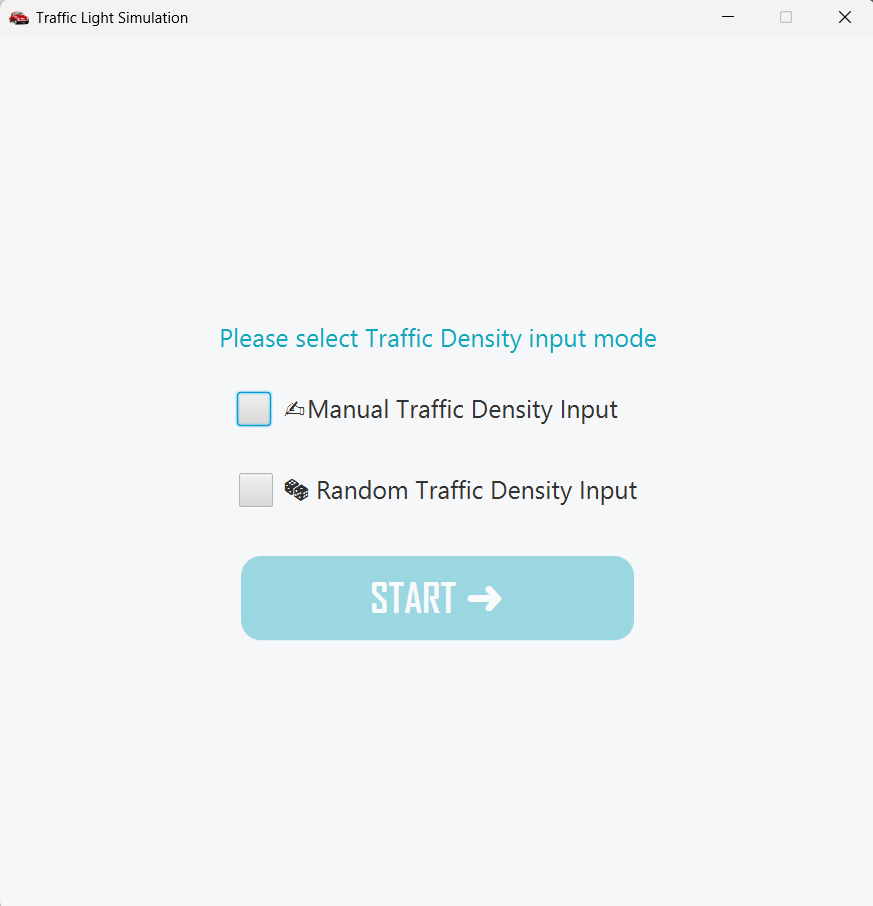 Traffic Light Simulation
Please select Traffic Density input mode
✍Manual Traffic Density Input
🎲 Random Traffic Density Input
START ➜